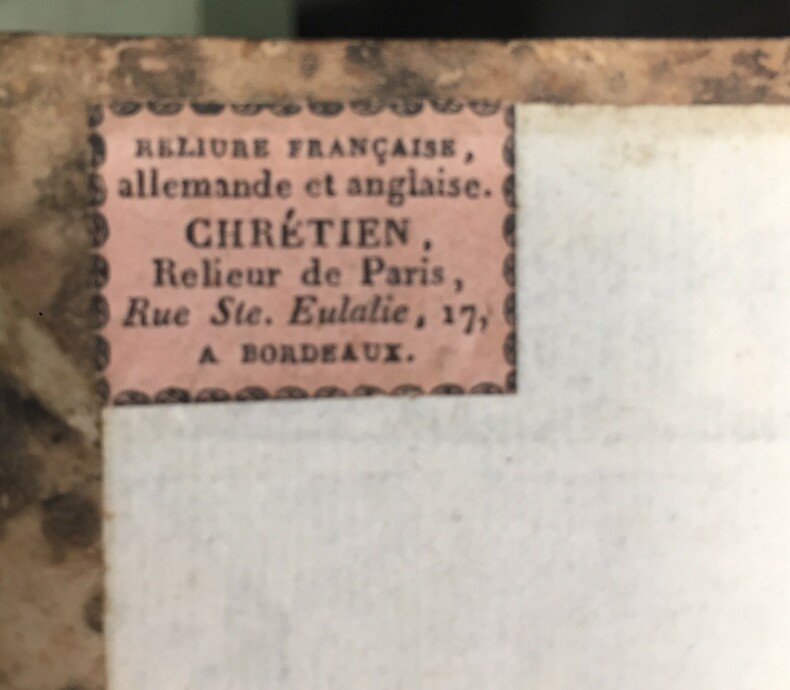 RELIURE FRANÇAISE,
allemande et anglaise.
CHRÉTIEN,
Relieur de Paris,
Rue Ste. Eulalie, 17,
A BORDEAUX.